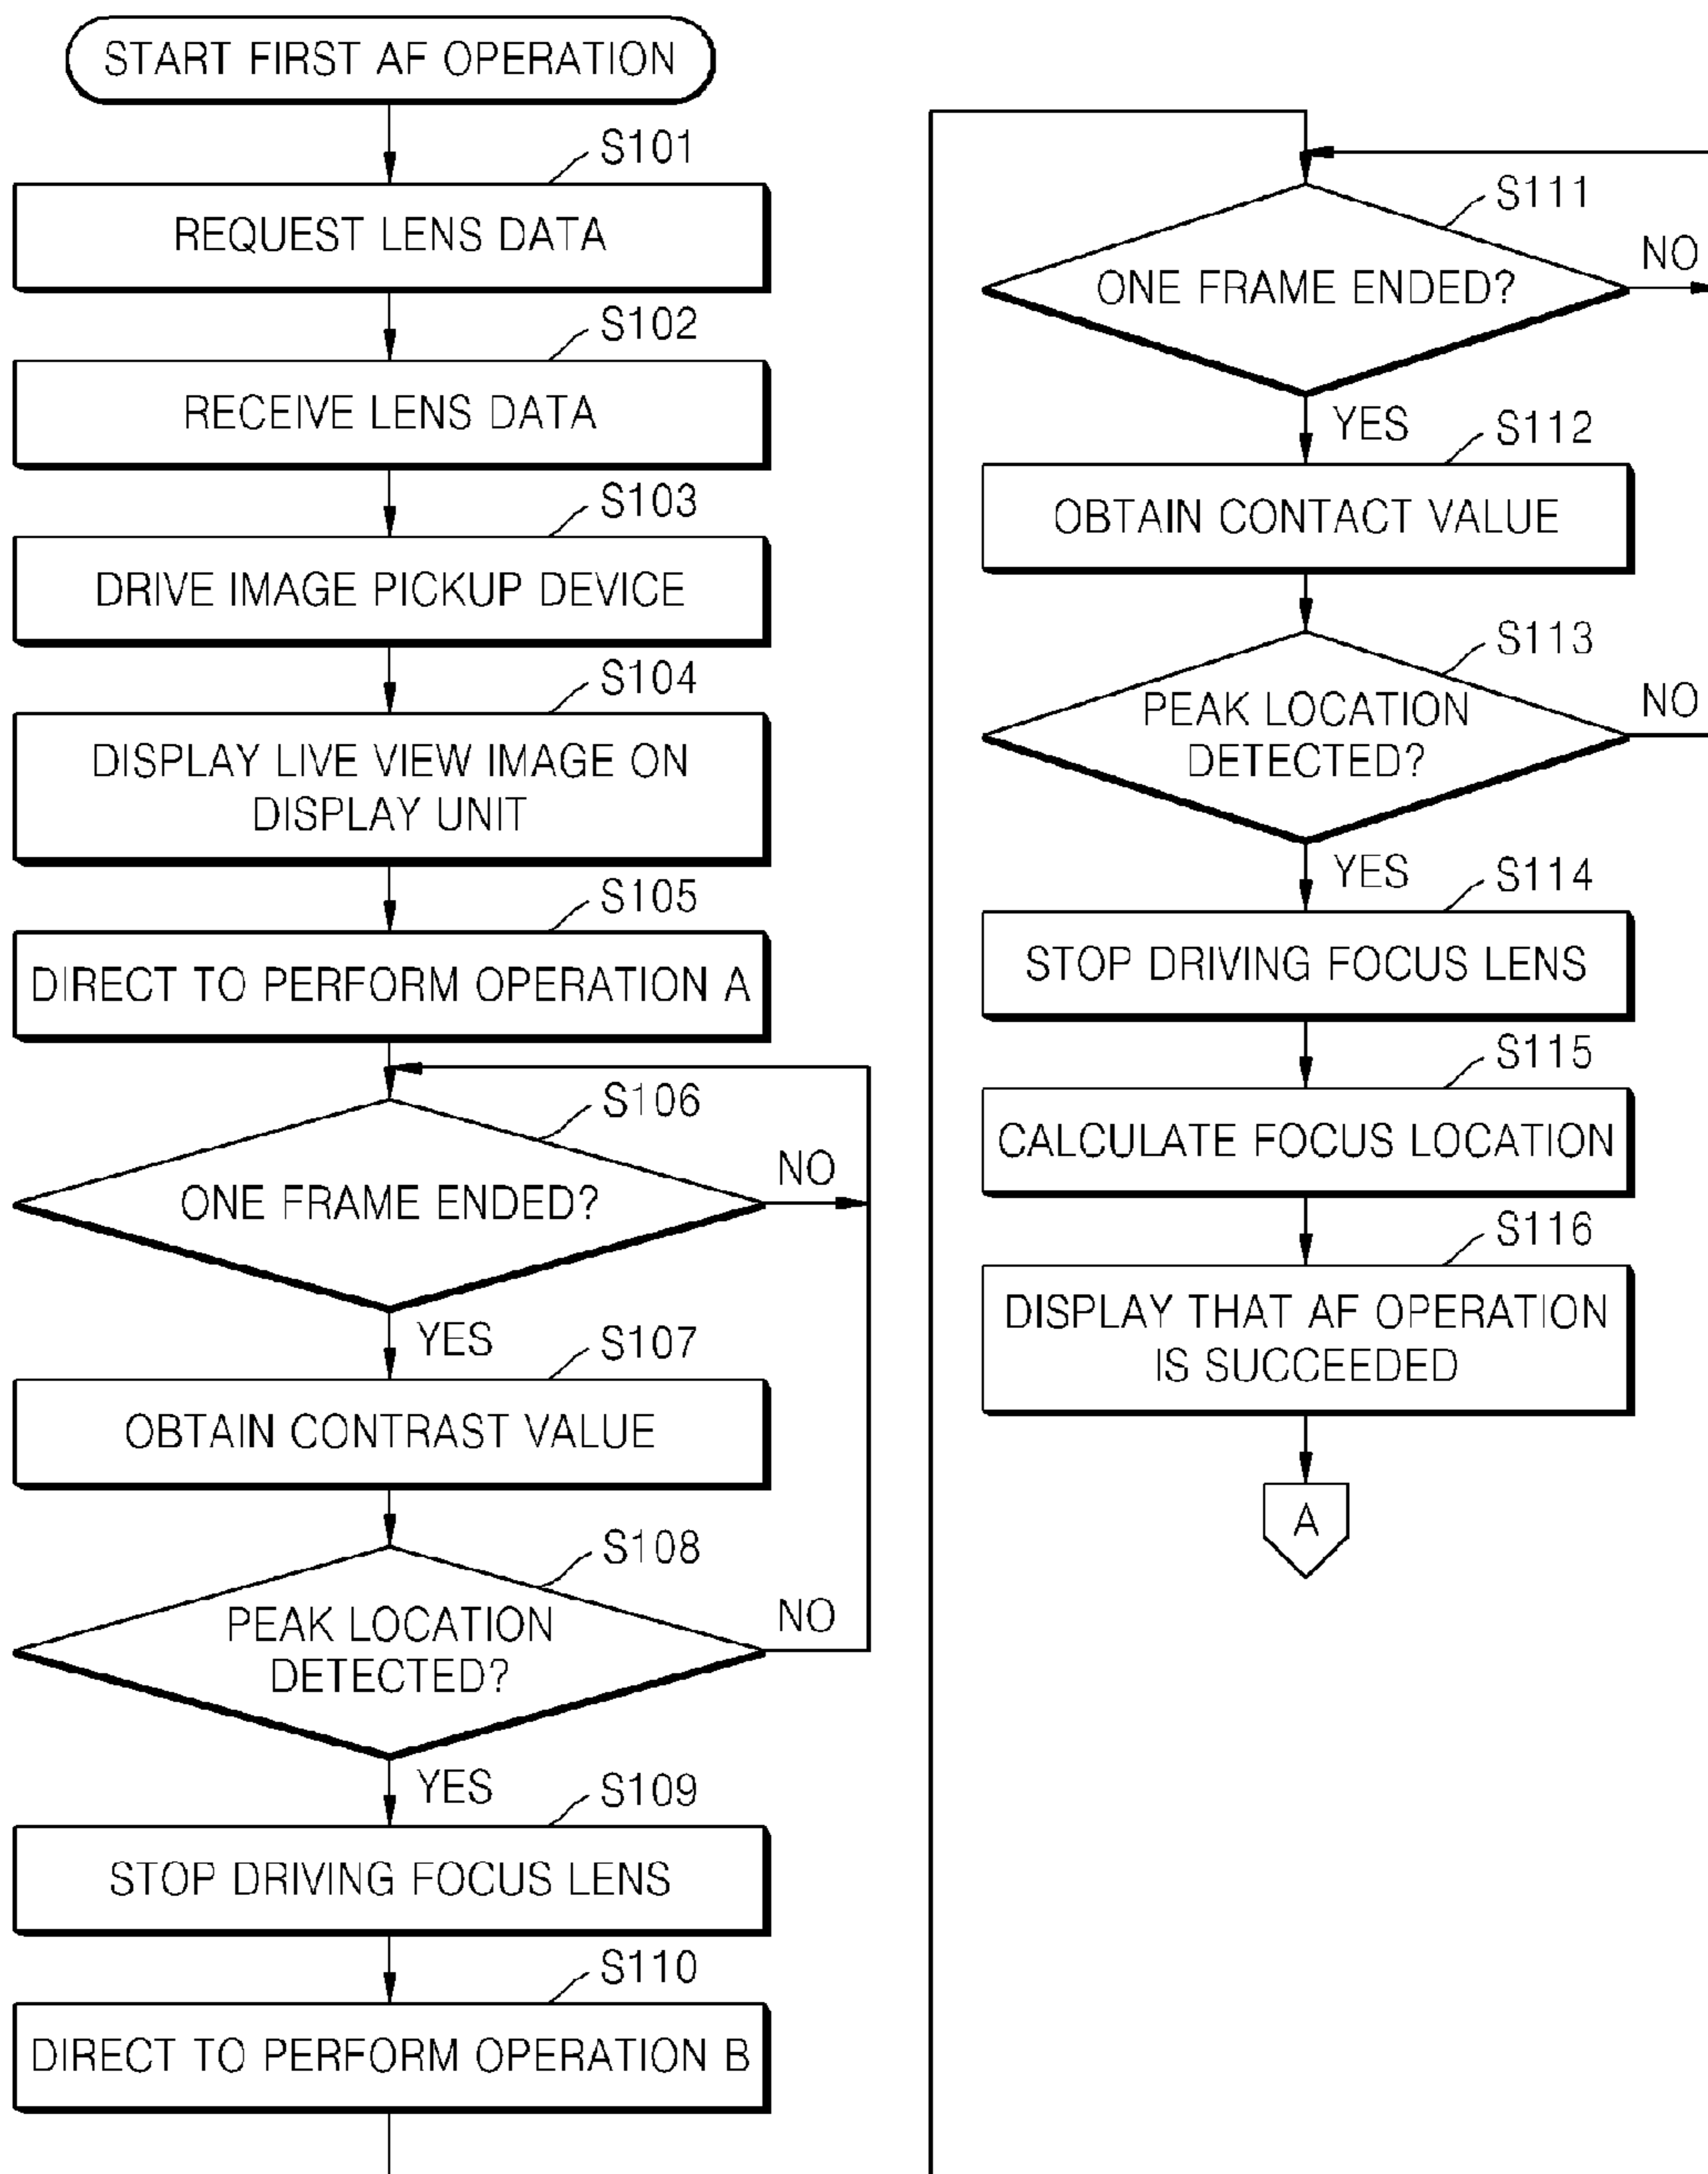 START FIRST AF OPERATION
S101
REQUEST LENS DATA
S102
RECEIVE LENS DATA
S103
DRIVE IMAGE PICKUP DEVICE
S104
DISPLAY LIVE VIEW IMAGE ON
DISPLAY UNIT
S105
DIRECT TO PERFORM OPERATION A
S106
ONE FRAME ENDED?
NO
YES
S107
OBTAIN CONTRAST VALUE
S108
PEAK LOCATION
DETECTED?
NO
YES
S109
STOP DRIVING FOCUS LENS
S110
DIRECT TO PERFORM OPERATION B
S111
ONE FRAME ENDED?
NO
YES
S112
OBTAIN CONTACT VALUE
S113
PEAK LOCATION
DETECTED?
NO
YES
S114
STOP DRIVING FOCUS LENS
S115
CALCULATE FOCUS LOCATION
S116
DISPLAY THAT AF OPERATION
IS SUCCEEDED
A